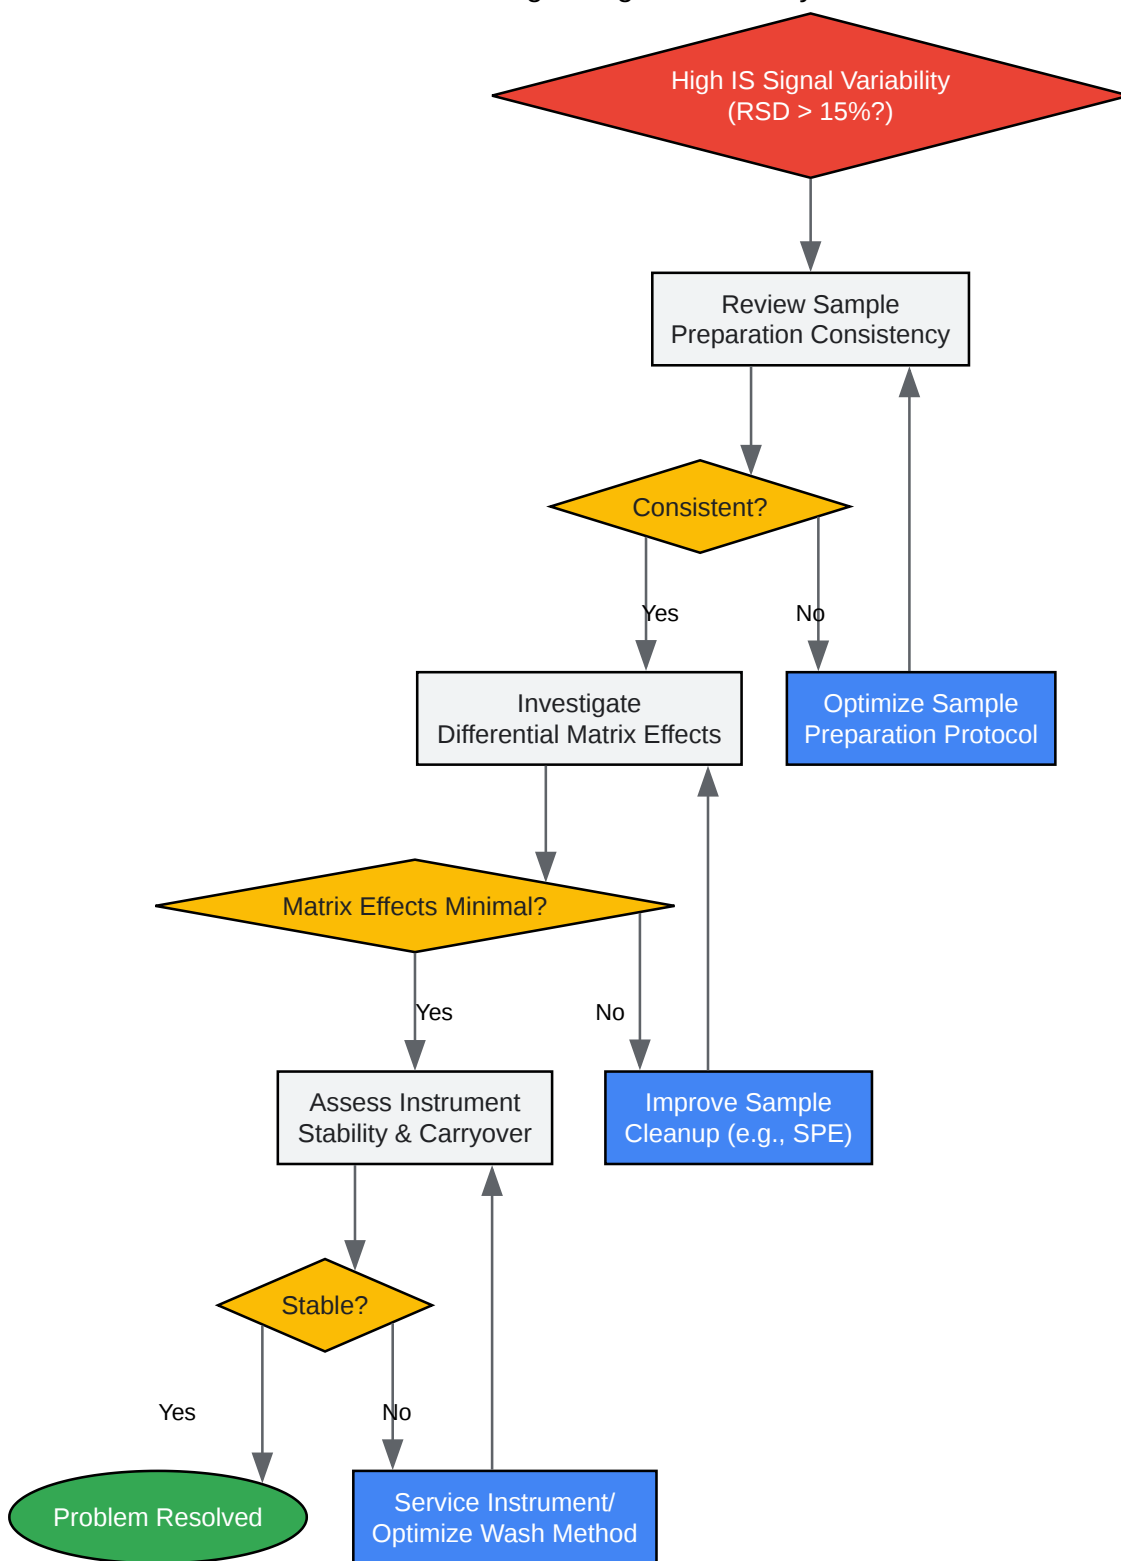 High IS Signal Variability
(RSD > 15%?)
Review Sample
Preparation Consistency
Consistent?
Yes
No
Investigate
Differential Matrix Effects
Optimize Sample
Preparation Protocol
Matrix Effects Minimal?
Yes
No
Assess Instrument
Stability & Carryover
Improve Sample
Cleanup (e.g., SPE)
Stable?
Yes
No
Problem Resolved
Service Instrument/
Optimize Wash Method